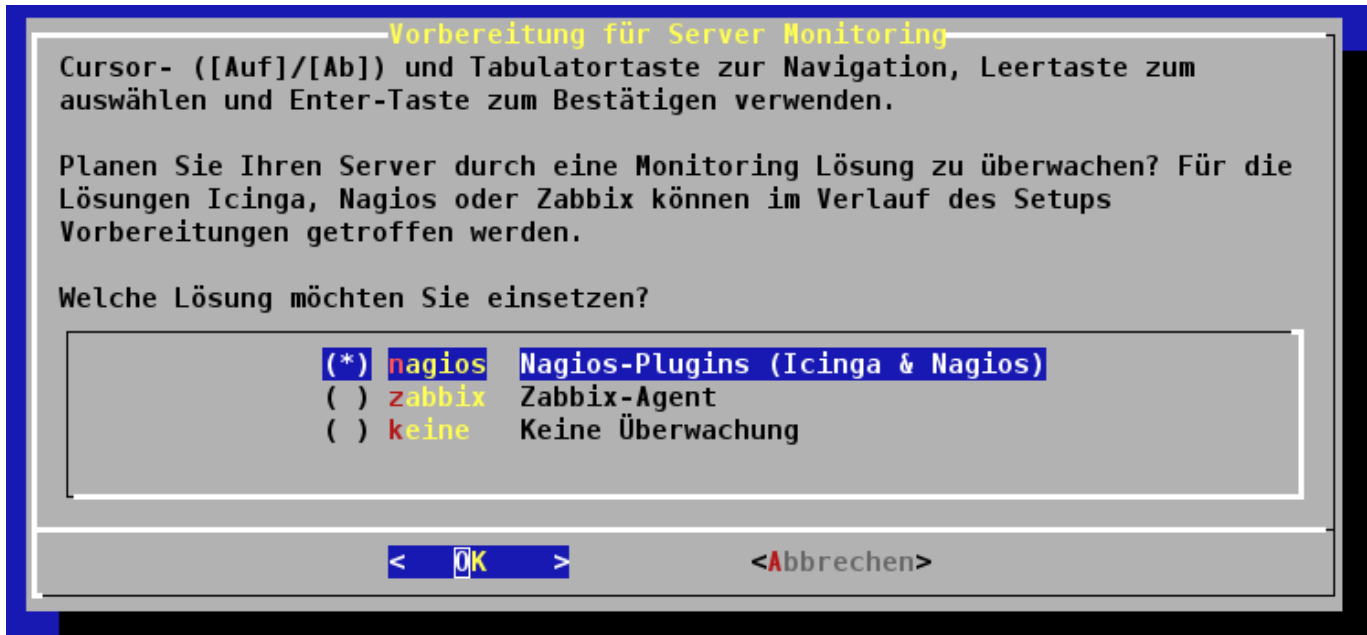 Vorbereitung für Server Monitoring
Cursor- ([Auf]/[Ab]) und Tabulatortaste zur Navigation, Leertaste zum
auswählen und Enter-Taste zum Bestätigen verwenden.
Planen Sie Ihren Server durch eine Monitoring Lösung zu überwachen? Für die
Lösungen Icinga, Nagios oder Zabbix können im Verlauf des Setups
Vorbereitungen getroffen werden.
Welche Lösung möchten Sie einsetzen?
(*) nagios Nagios-Plugins (Icinga & Nagios)
( ) zabbix Zabbix-Agent
( ) keine Keine Überwachung
< OK > <Abbrechen>